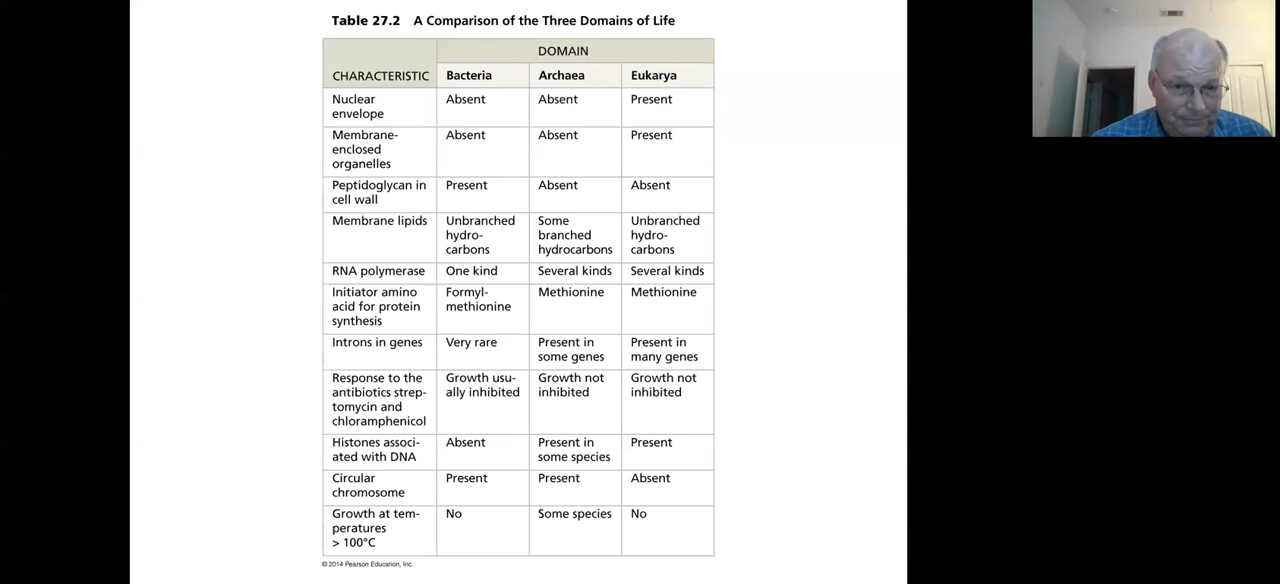 Table 27.2 A Comparison of the Three Domains of Life
DOMAIN
CHARACTERISTIC Bacteria Archaea Eukarya
Nuclear Absent Absent Present
envelope
Membrane- Absent Absent Present
enclosed
organelles
Peptidoglycan in Present Absent Absent
cell wall
Membrane lipids Unbranched Some Unbranched
hydro- branched hydro-
carbons hydrocarbons carbons
RNA polymerase One kind Several kinds Several kinds
Initiator amino Formyl- Methionine Methionine
acid for protein methionine
synthesis
Introns in genes Very rare Present in Present in
some genes many genes
Response to the Growth usu- Growth not Growth not
antibiotics strep- ally inhibited inhibited inhibited
tomycin and
chloramphenicol
Histones associ- Absent Present in Present
ated with DNA some species
Circular Present Present Absent
chromosome
Growth at tem- No Some species No
peratures
> 100°C
© 2014 Pearson Education, Inc.